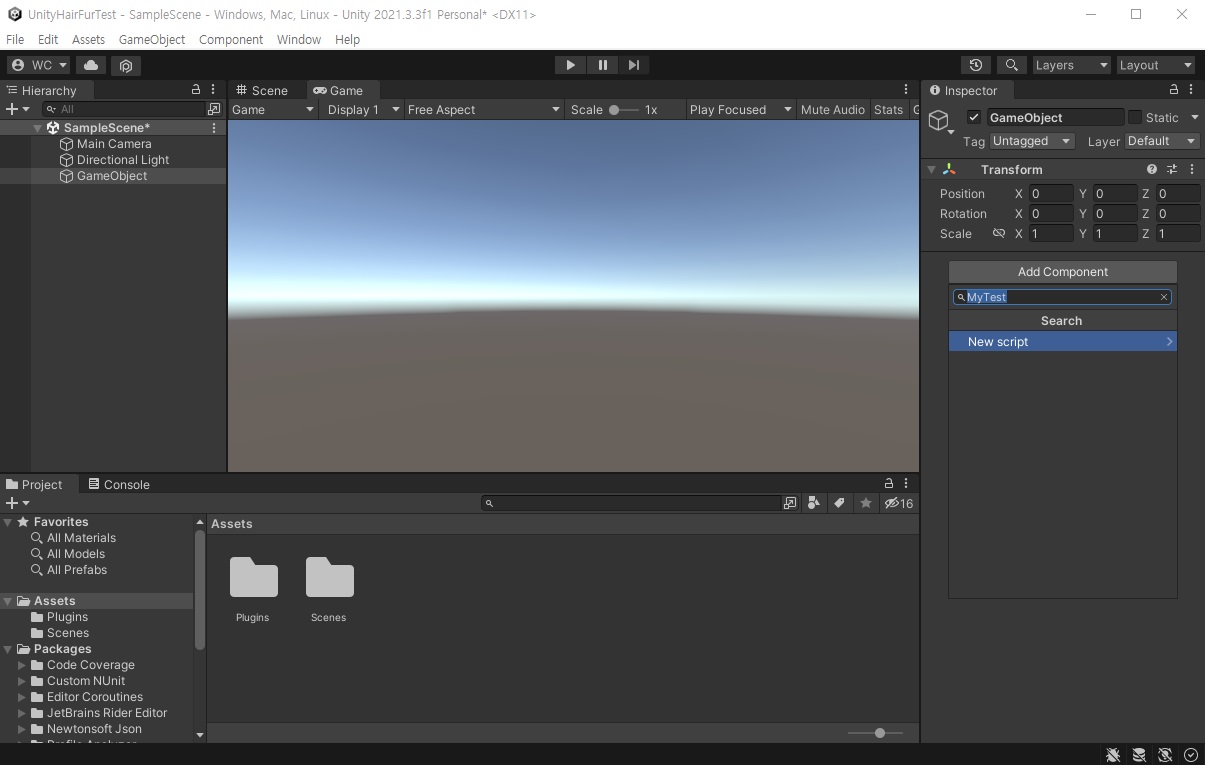 UnityHairFurTest - SampleScene - Windows, Mac, Linux - Unity 2021.3.3f1 Personal* <DX11>
File Edit Assets GameObject Component Window Help
WC
Layers Layout
Hierarchy
All
SampleScene*
Main Camera
Directional Light
GameObject
Scene Game
Game Display 1 Free Aspect Scale 1x Play Focused Mute Audio Stats G
Inspector
GameObject Static
Tag Untagged Layer Default
Transform
Position X 0 Y 0 Z 0
Rotation X 0 Y 0 Z 0
Scale X 1 Y 1 Z 1
Add Component
MyTest
Search
New script
Project Console
16
Favorites
All Materials
All Models
All Prefabs
Assets
Plugins
Scenes
Packages
Code Coverage
Custom NUnit
Editor Coroutines
JetBrains Rider Editor
Newtonsoft Json
Assets
Plugins Scenes